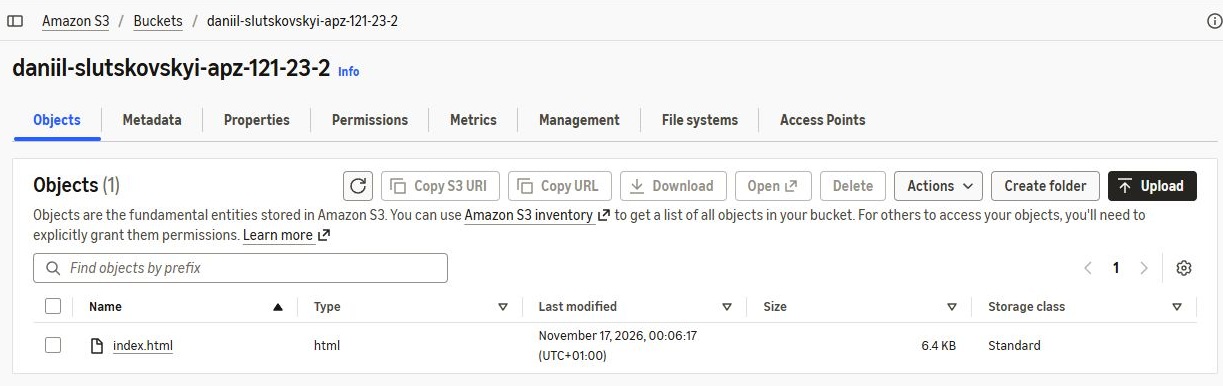 Amazon S3 / Buckets / daniil-slutskovskyi-apz-121-23-2
daniil-slutskovskyi-apz-121-23-2 Info
Objects Metadata Properties Permissions Metrics Management File systems Access Points
Objects (1) Copy S3 URI Copy URL Download Open Delete Actions Create folder Upload
Objects are the fundamental entities stored in Amazon S3. You can use Amazon S3 inventory to get a list of all objects in your bucket. For others to access your objects, you'll need to
explicitly grant them permissions. Learn more
Find objects by prefix 1
Name Type Last modified Size Storage class
index.html html November 17, 2026, 00:06:17 6.4 KB Standard
(UTC+01:00)